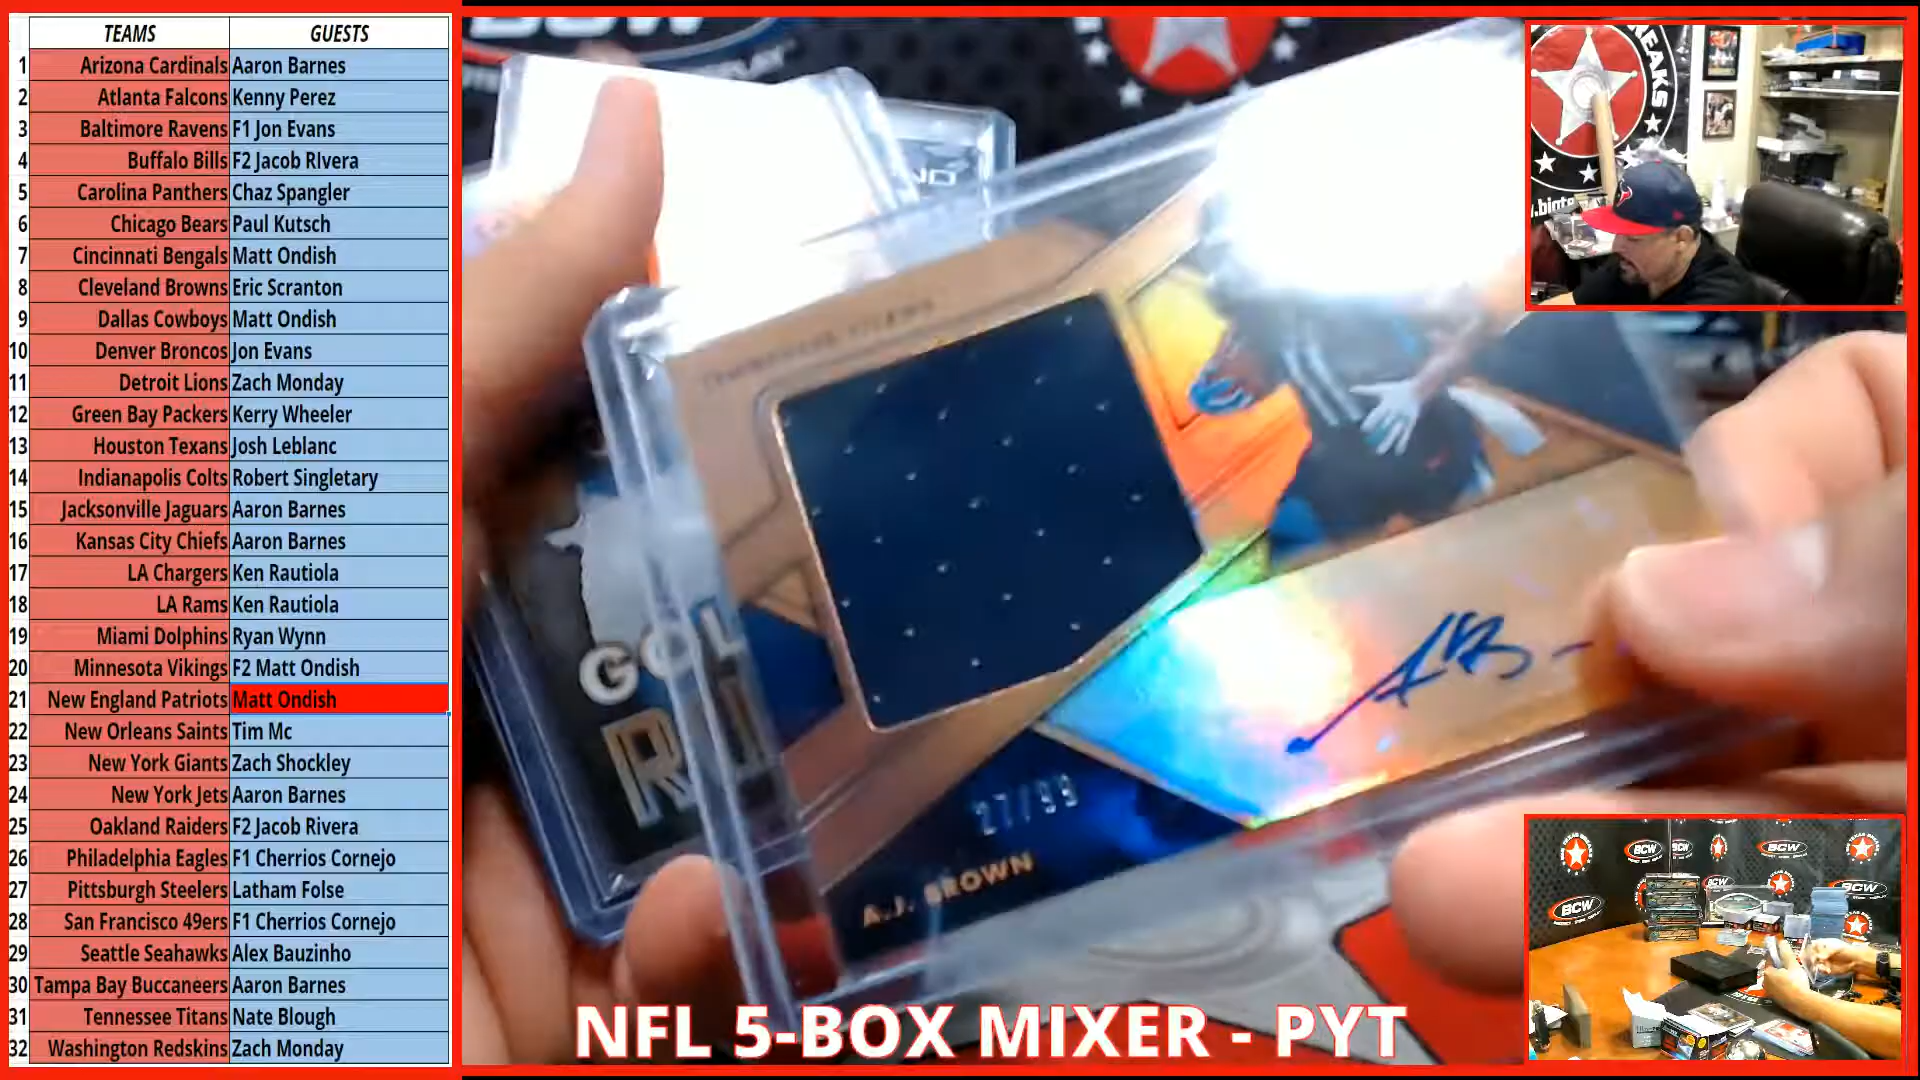 TEAMS GUESTS
1 Arizona Cardinals Aaron Barnes
2 Atlanta Falcons Kenny Perez
3 Baltimore Ravens F1 Jon Evans
4 Buffalo Bills F2 Jacob RIvera
5 Carolina Panthers Chaz Spangler
6 Chicago Bears Paul Kutsch
7 Cincinnati Bengals Matt Ondish
8 Cleveland Browns Eric Scranton
9 Dallas Cowboys Matt Ondish
10 Denver Broncos Jon Evans
11 Detroit Lions Zach Monday
12 Green Bay Packers Kerry Wheeler
13 Houston Texans Josh Leblanc
14 Indianapolis Colts Robert Singletary
15 Jacksonville Jaguars Aaron Barnes
16 Kansas City Chiefs Aaron Barnes
17 LA Chargers Ken Rautiola
18 LA Rams Ken Rautiola
19 Miami Dolphins Ryan Wynn
20 Minnesota Vikings F2 Matt Ondish
21 New England Patriots Matt Ondish
22 New Orleans Saints Tim Mc
23 New York Giants Zach Shockley
24 New York Jets Aaron Barnes
25 Oakland Raiders F2 Jacob Rivera
26 Philadelphia Eagles F1 Cherrios Cornejo
27 Pittsburgh Steelers Latham Folse
28 San Francisco 49ers F1 Cherrios Cornejo
29 Seattle Seahawks Alex Bauzinho
30 Tampa Bay Buccaneers Aaron Barnes
31 Tennessee Titans Nate Blough
32 Washington Redskins Zach Monday
BCW
GOL
27/99
A.J. BROWN
NFL 5-BOX MIXER - PYT
BREAKS
BCW
BCW
BCW
BCW
BCW
BCW